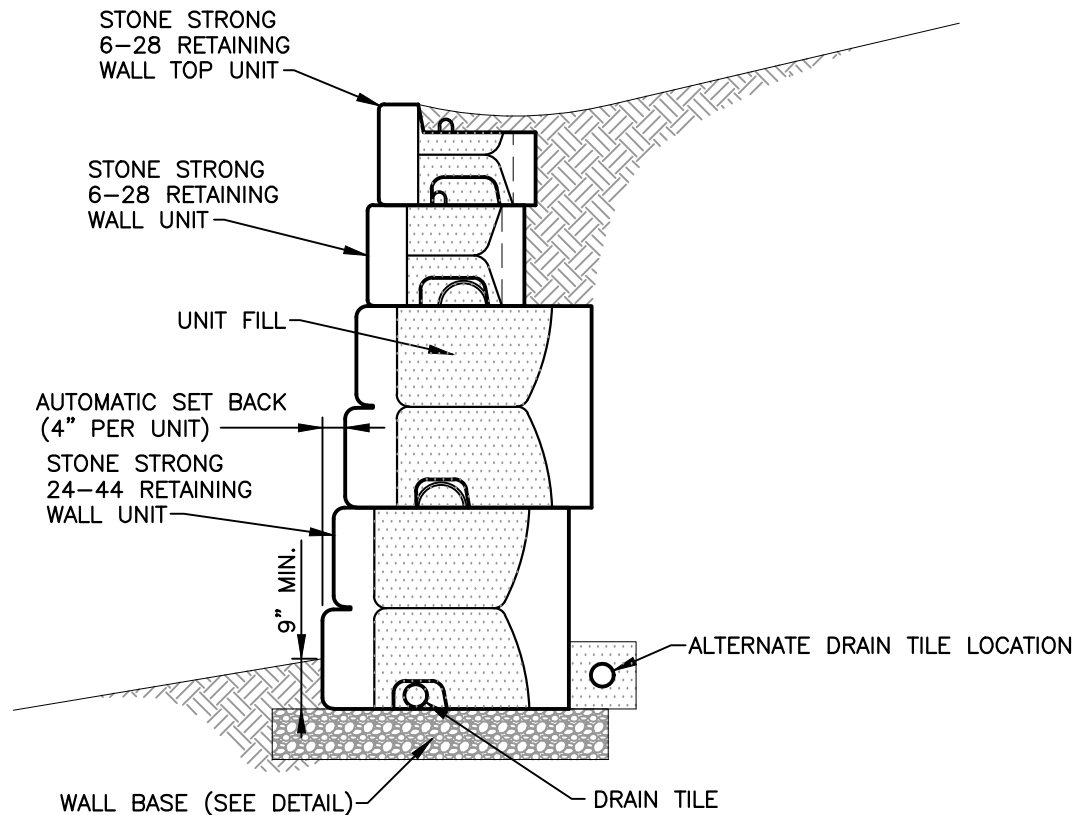 STONE STRONG
6-28 RETAINING
WALL TOP UNIT
STONE STRONG
6-28 RETAINING
WALL UNIT
UNIT FILL
AUTOMATIC SET BACK
(4" PER UNIT)
STONE STRONG
24-44 RETAINING
WALL UNIT
9" MIN.
ALTERNATE DRAIN TILE LOCATION
WALL BASE (SEE DETAIL)
DRAIN TILE